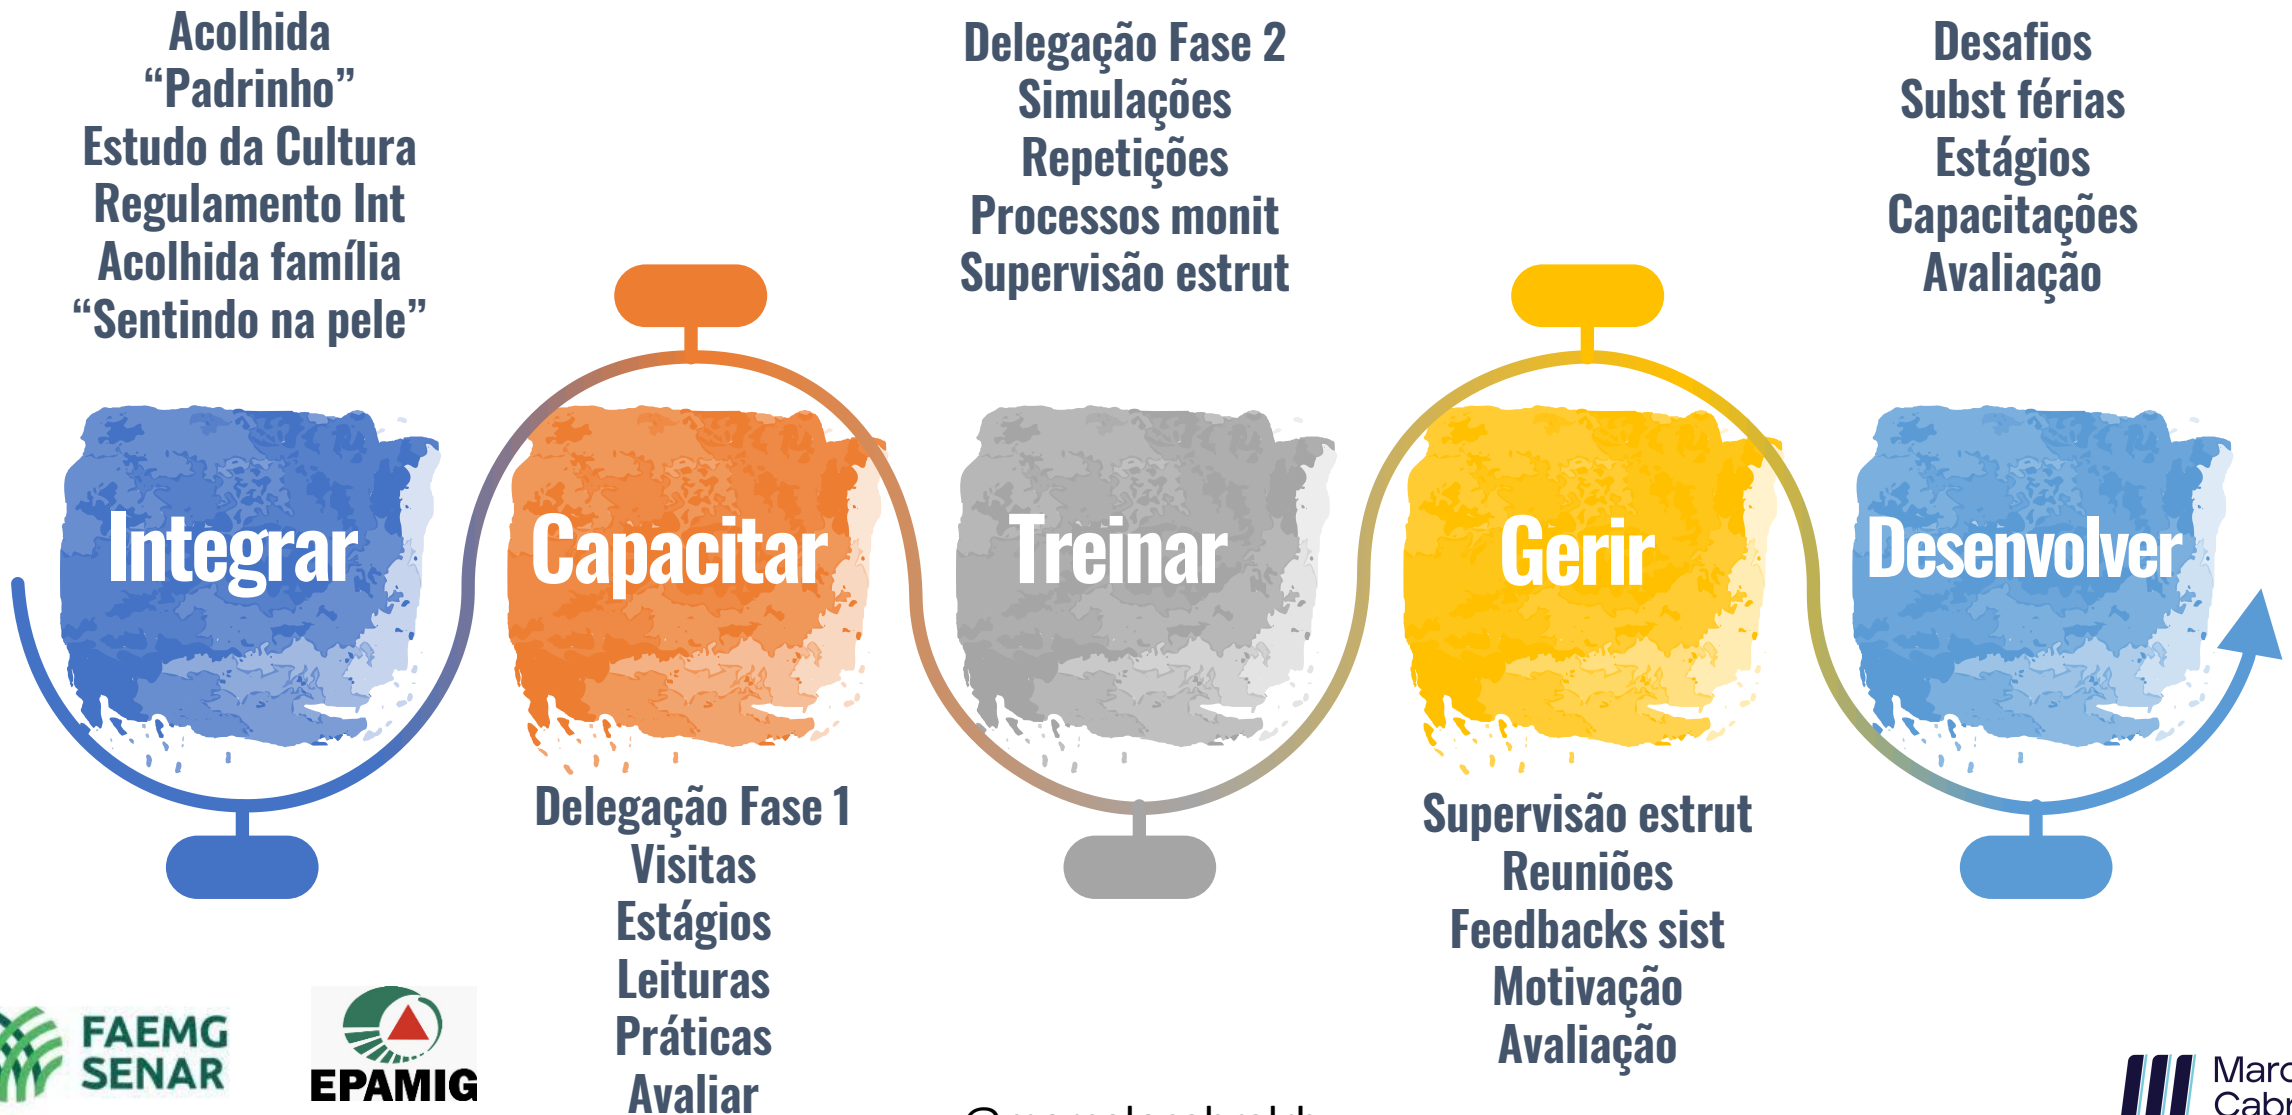 Acolhida
“Padrinho”
Estudo da Cultura
Regulamento Int
Acolhida família
“Sentindo na pele”
Integrar
Capacitar
Delegação Fase 1
Visitas
Estágios
Leituras
Práticas
Avaliar
Delegação Fase 2
Simulações
Repetições
Processos monit
Supervisão estrut
Treinar
Gerir
Supervisão estrut
Reuniões
Feedbacks sist
Motivação
Avaliação
Desafios
Subst férias
Estágios
Capacitações
Avaliação
Desenvolver
FAEMG
SENAR
EPAMIG